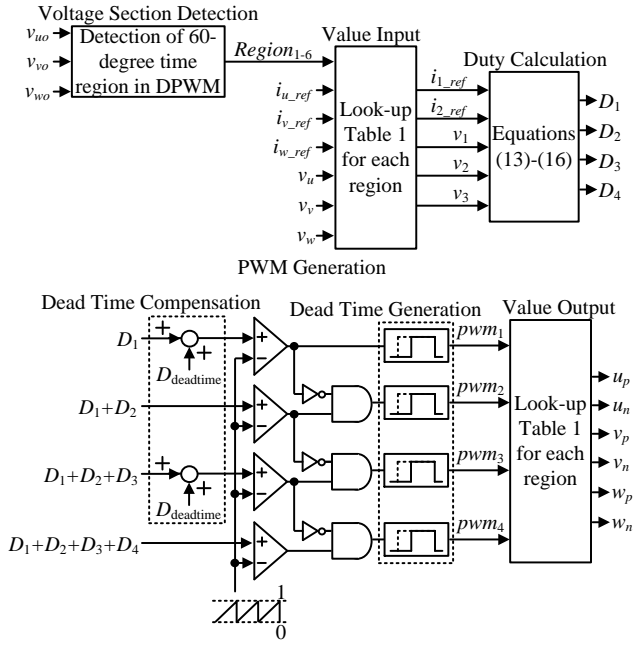 Voltage Section Detection
v_uo
v_vo
v_wo
Detection of 60-
degree time
region in DPWM
Region_1-6
Value Input
i_u_ref
i_v_ref
i_w_ref
v_u
v_v
v_w
Look-up
Table 1
for each
region
i_1_ref
i_2_ref
v_1
v_2
v_3
Duty Calculation
Equations
(13)-(16)
D_1
D_2
D_3
D_4
PWM Generation
Dead Time Compensation
Dead Time Generation
Value Output
D_1
+
+
D_deadtime
+
−
pwm_1
D_1+D_2
+
−
pwm_2
D_1+D_2+D_3
+
+
D_deadtime
+
−
pwm_3
D_1+D_2+D_3+D_4
+
−
pwm_4
Look-up
Table 1
for each
region
u_p
u_n
v_p
v_n
w_p
w_n
1
0